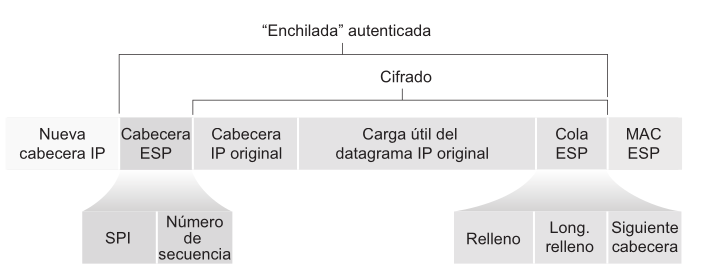 “Enchilada” autenticada
Cifrado
Nueva
cabecera IP
Cabecera
ESP
Cabecera
IP original
Carga útil del
datagrama IP original
Cola
ESP
MAC
ESP
SPI
Número
de
secuencia
Relleno
Long.
relleno
Siguiente
cabecera